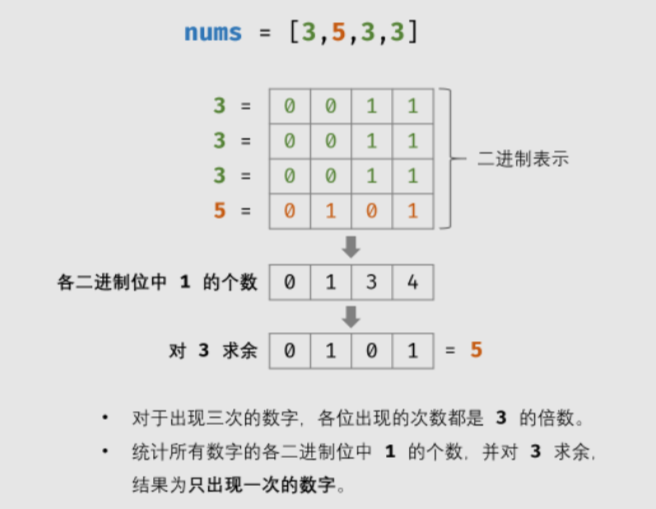 nums = [3,5,3,3]
3 = 0 0 1 1
3 = 0 0 1 1
3 = 0 0 1 1
二进制表示
5 = 0 1 0 1
各二进制位中 1 的个数 0 1 3 4
对 3 求余 0 1 0 1 = 5
• 对于出现三次的数字，各位出现的次数都是 3 的倍数。
• 统计所有数字的各二进制位中 1 的个数，并对 3 求余，
结果为只出现一次的数字。